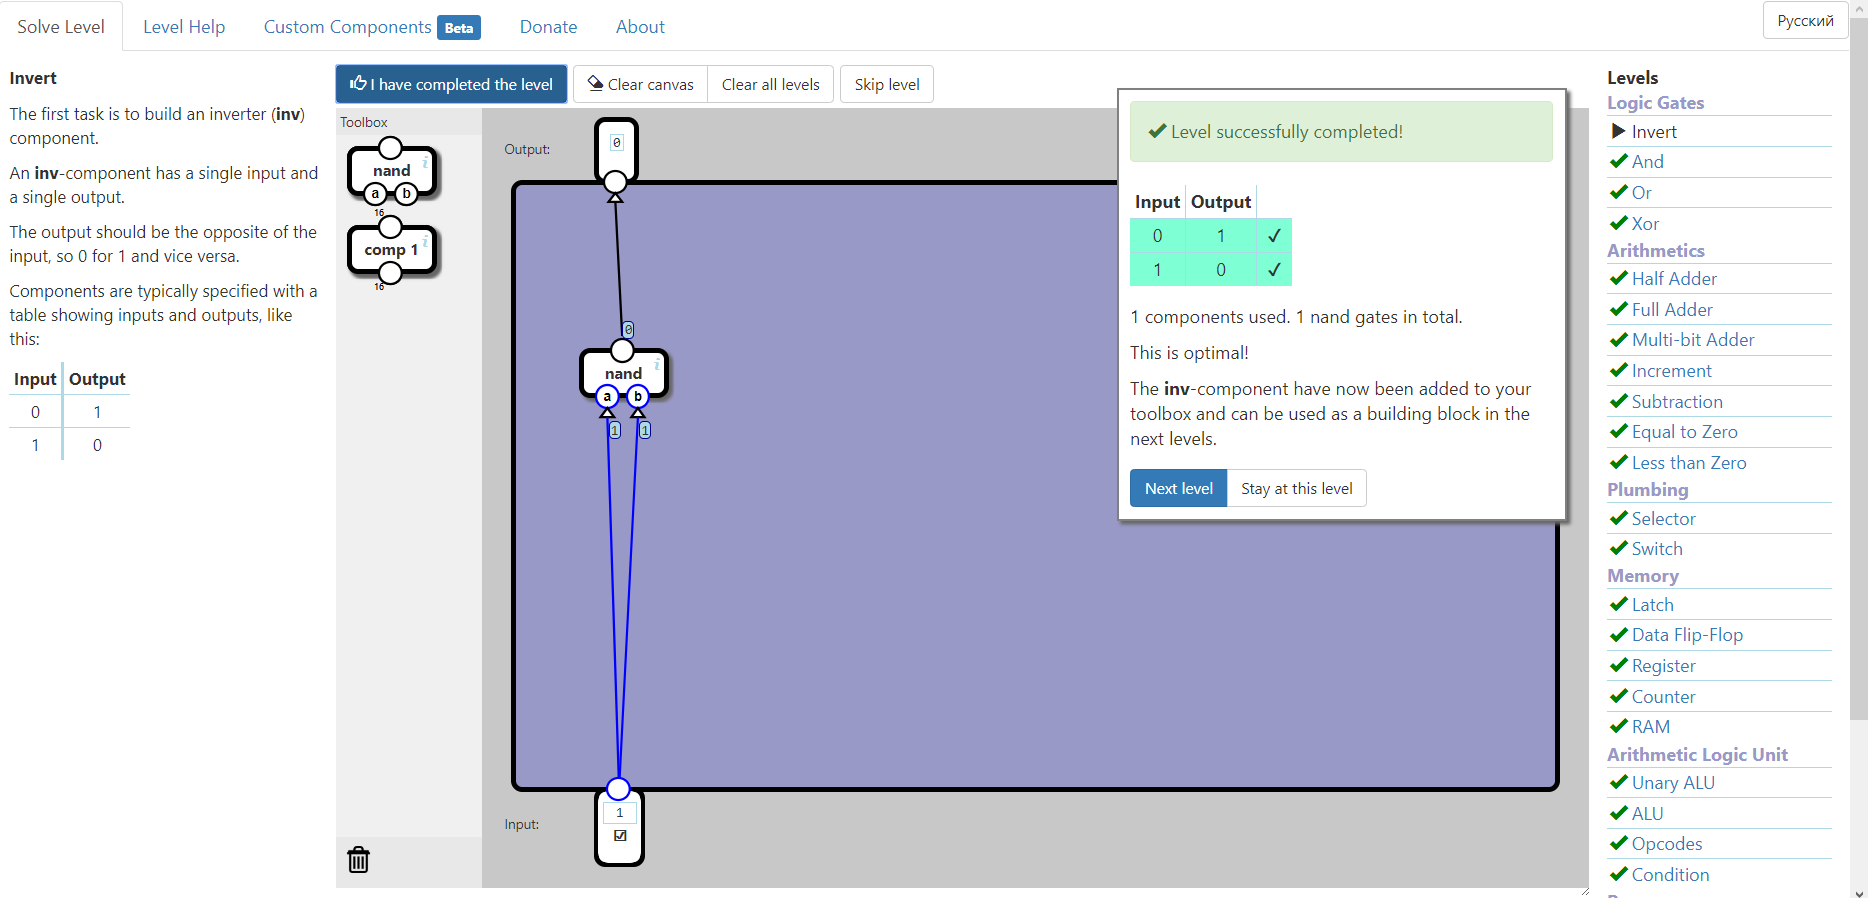 Solve Level
Level Help
Custom Components Beta
Donate
About
Русский
Invert
The first task is to build an inverter (inv)
component.
An inv-component has a single input and
a single output.
The output should be the opposite of the
input, so 0 for 1 and vice versa.
Components are typically specified with a
table showing inputs and outputs, like
this:
Input Output
0 1
1 0
I have completed the level
Clear canvas
Clear all levels
Skip level
Toolbox
nand
a b
16
comp 1
16
Output:
0
0
nand
a b
1 1
Input:
1
Level successfully completed!
Input Output
0 1 ✓
1 0 ✓
1 components used. 1 nand gates in total.
This is optimal!
The inv-component have now been added to your
toolbox and can be used as a building block in the
next levels.
Next level
Stay at this level
Levels
Logic Gates
Invert
And
Or
Xor
Arithmetics
Half Adder
Full Adder
Multi-bit Adder
Increment
Subtraction
Equal to Zero
Less than Zero
Plumbing
Selector
Switch
Memory
Latch
Data Flip-Flop
Register
Counter
RAM
Arithmetic Logic Unit
Unary ALU
ALU
Opcodes
Condition